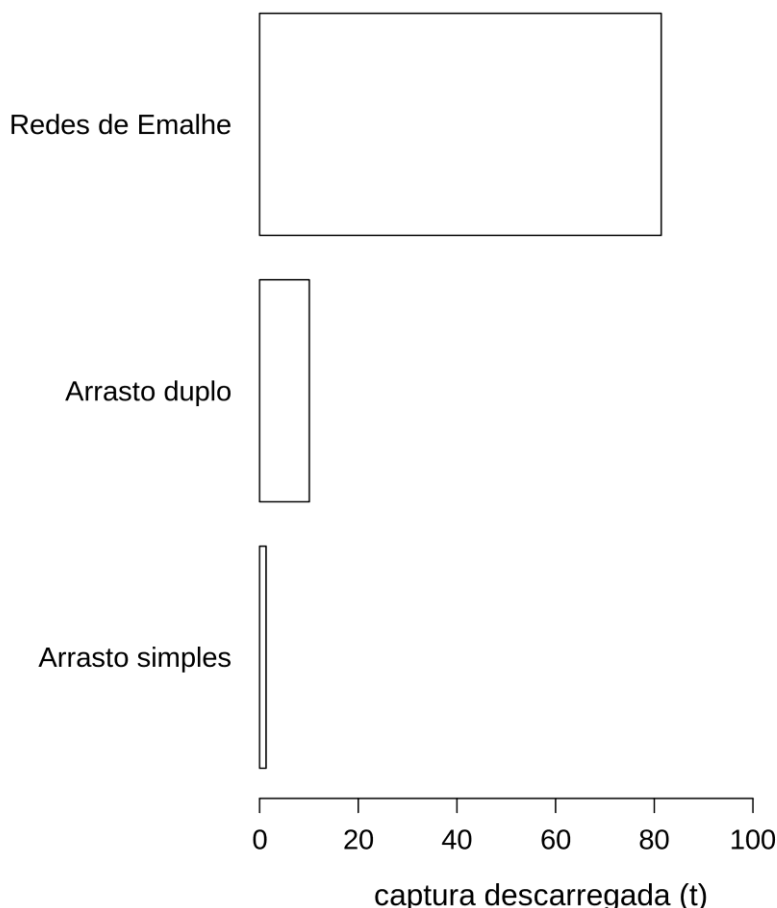 Redes de Emalhe
Arrasto duplo
Arrasto simples
0 20 40 60 80 100
captura descarregada (t)